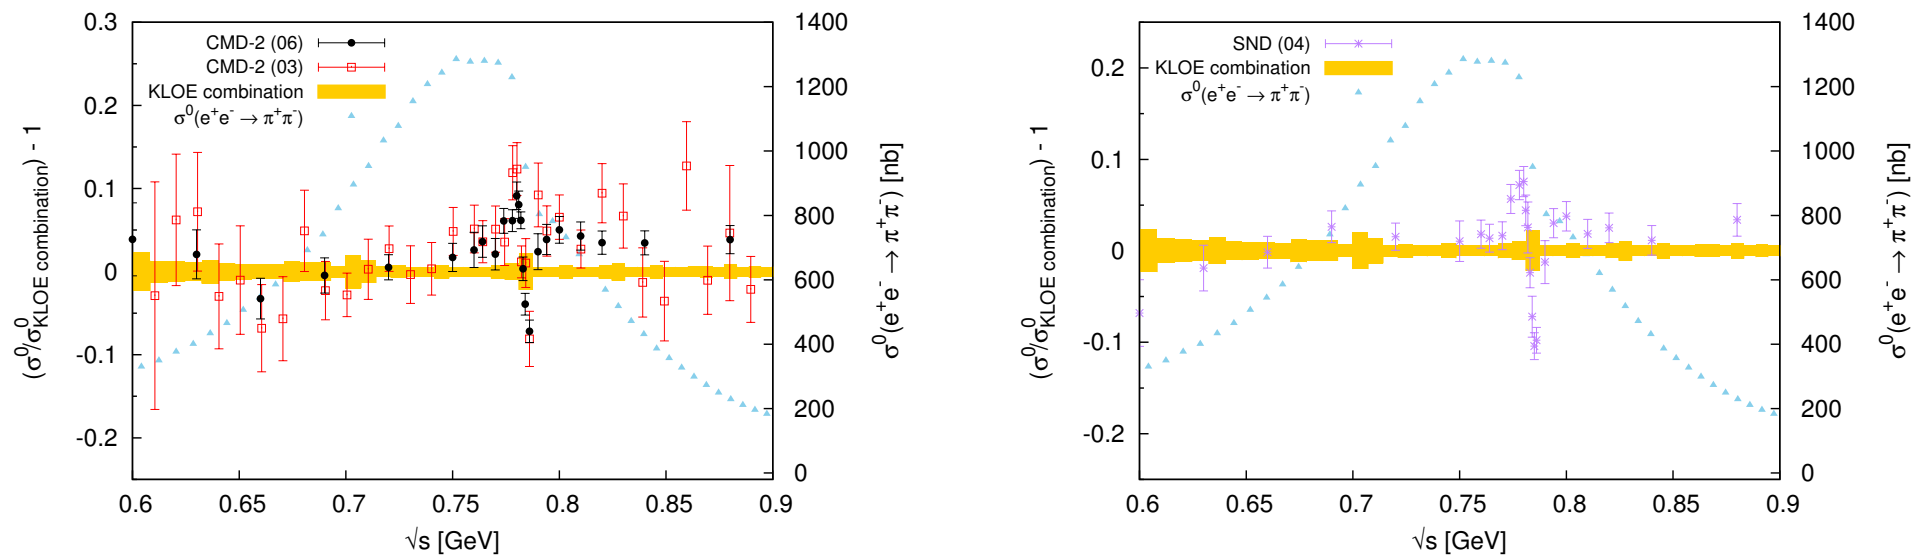 (σ⁰/σ⁰KLOE combination) - 1
0.3
0.2
0.1
0
-0.1
-0.2
CMD-2 (06)
CMD-2 (03)
KLOE combination
σ⁰(e⁺e⁻ → π⁺π⁻)
1400
1200
1000
800
600
400
200
0
σ⁰(e⁺e⁻ → π⁺π⁻) [nb]
0.6 0.65 0.7 0.75 0.8 0.85 0.9
√s [GeV]
(σ⁰/σ⁰KLOE combination) - 1
0.2
0.1
0
-0.1
-0.2
SND (04)
KLOE combination
σ⁰(e⁺e⁻ → π⁺π⁻)
1400
1200
1000
800
600
400
200
0
σ⁰(e⁺e⁻ → π⁺π⁻) [nb]
0.6 0.65 0.7 0.75 0.8 0.85 0.9
√s [GeV]